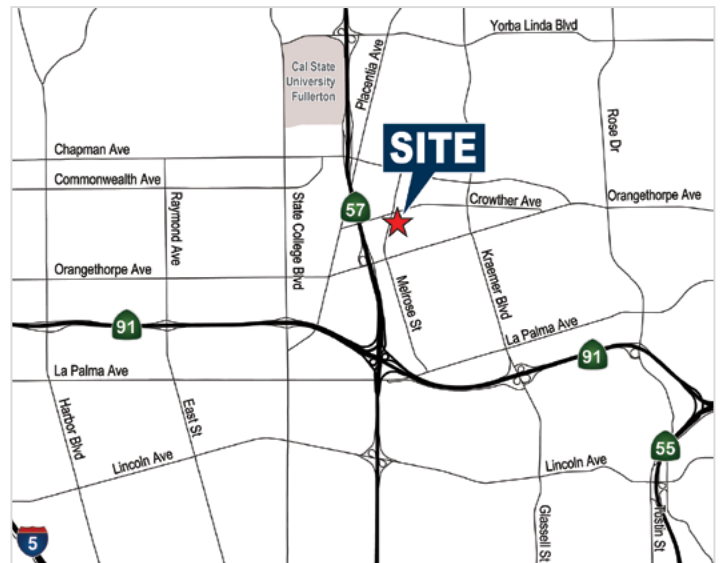 Yorba Linda Blvd
Cal State
University
Fullerton
Placentia Ave
Rose Dr
Chapman Ave
SITE
Commonwealth Ave
Raymond Ave
State College Blvd
57
Crowther Ave
Orangethorpe Ave
Orangethorpe Ave
Melrose St
Kraemer Blvd
91
La Palma Ave
91
La Palma Ave
Harbor Blvd
East St
Lincoln Ave
55
Lincoln Ave
Glassell St
Tustin St
5